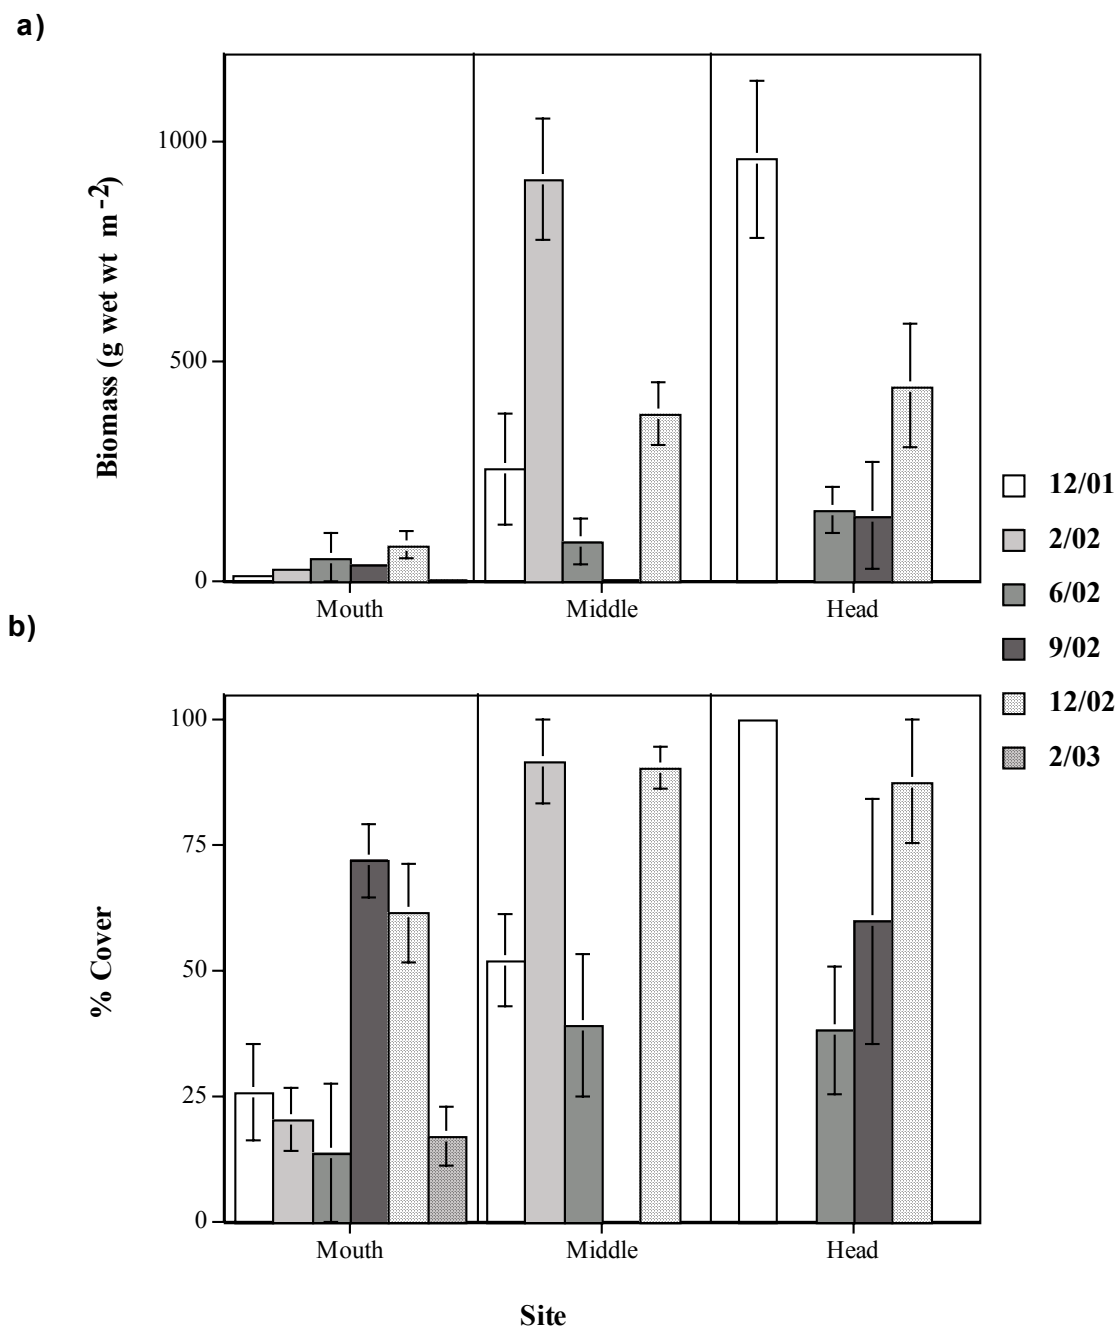 a)
Biomass (g wet wt m-2)
1000
500
0
Mouth Middle Head
12/01
2/02
6/02
9/02
12/02
2/03
b)
% Cover
100
75
50
25
0
Mouth Middle Head
Site